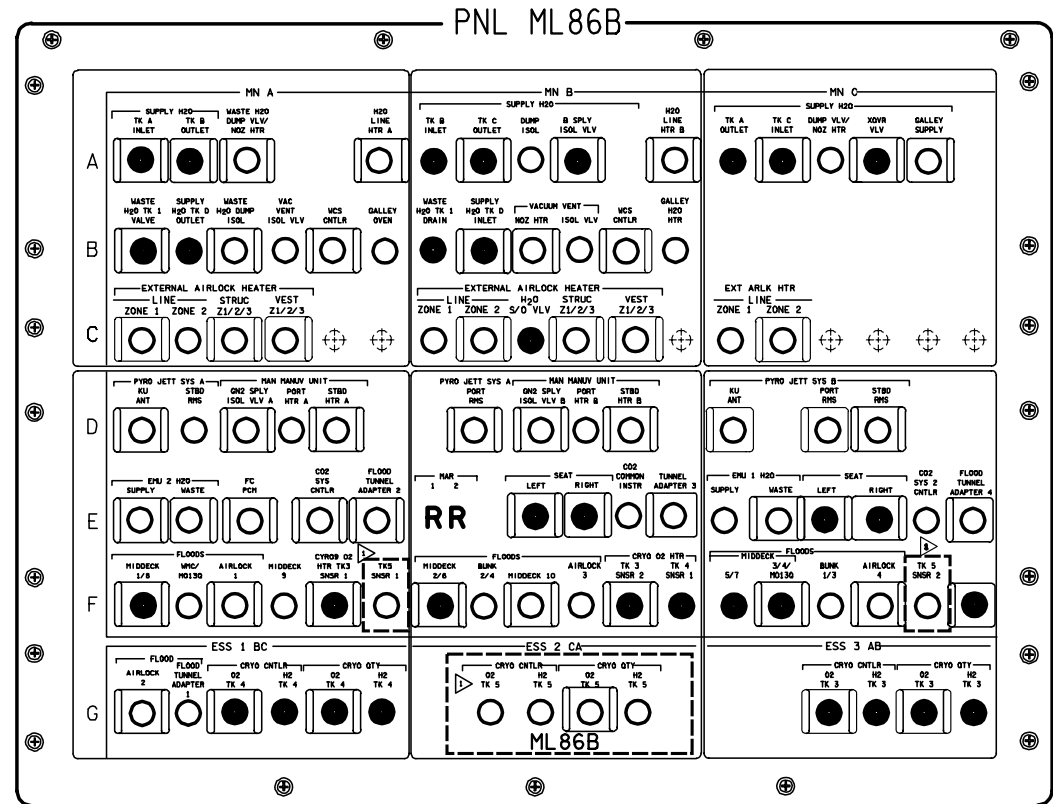 PNL ML86B
MN A MN B MN C
SUPPLY H2O SUPPLY H2O SUPPLY H2O
A
TK A INLET
TK B OUTLET
WASTE H2O DUMP VLV/ NOZ HTR
H2O LINE HTR A
TK B INLET
TK C OUTLET
DUMP ISOL
B SPLY ISOL VLV
H2O LINE HTR B
TK A OUTLET
TK C INLET
DUMP VLV/ NOZ HTR
XOVR VLV
GALLEY SUPPLY
B
WASTE H2O TK 1 VALVE
SUPPLY H2O TK D OUTLET
WASTE H2O DUMP ISOL
VAC VENT ISOL VLV
WCS CNTLR
GALLEY OVEN
WASTE H2O TK 1 DRAIN
SUPPLY H2O TK D INLET
VACUUM VENT
NOZ HTR ISOL VLV
WCS CNTLR
GALLEY H2O HTR
C
EXTERNAL AIRLOCK HEATER
LINE
ZONE 1 ZONE 2
STRUC Z1/2/3
VEST Z1/2/3
EXTERNAL AIRLOCK HEATER
LINE
ZONE 1 ZONE 2
H2O S/O VLV
STRUC Z1/2/3
VEST Z1/2/3
EXT ARLK HTR
LINE
ZONE 1 ZONE 2
D
PYRO JETT SYS A
KU ANT
STBD RMS
MAN MANUV UNIT
GN2 SPLY ISOL VLV A
PORT HTR A
STBD HTR A
PYRO JETT SYS A
PORT RMS
MAN MANUV UNIT
GN2 SPLY ISOL VLV B
PORT HTR B
STBD HTR B
PYRO JETT SYS B
KU ANT
PORT RMS
STBD RMS
E
EMU 2 H2O
SUPPLY WASTE
FC PCM
CO2 SYS CNTLR
FLOOD TUNNEL ADAPTER 2
MAR
1 2
R R
SEAT
LEFT RIGHT
CO2 COMMON INSTR
TUNNEL ADAPTER 3
EMU 1 H2O
SUPPLY WASTE
SEAT
LEFT RIGHT
CO2 SYS 2 CNTLR
FLOOD TUNNEL ADAPTER 4
F
FLOODS
MIDDECK 1/8
WMC/ MO13Q
AIRLOCK 1
MIDDECK 9
CYRO9 O2 HTR TK3 SNSR 1
1
TK5 SNSR 1
FLOODS
MIDDECK 2/6
BUNK 2/4
MIDDECK 10
AIRLOCK 3
CRYO O2 HTR
TK 3 SNSR 2
TK 4 SNSR 1
FLOODS
MIDDECK
5/7
3/4/ MO13Q
BUNK 1/3
AIRLOCK 4
TK 5 SNSR 2
ESS 1 BC ESS 2 CA ESS 3 AB
G
FLOOD
AIRLOCK 2
FLOOD TUNNEL ADAPTER 1
CRYO CNTLR
O2 TK 4
H2 TK 4
CRYO QTY
O2 TK 4
H2 TK 4
1
CRYO CNTLR
O2 TK 5
H2 TK 5
CRYO QTY
O2 TK 5
H2 TK 5
ML86B
CRYO CNTLR
O2 TK 3
H2 TK 3
CRYO QTY
O2 TK 3
H2 TK 3